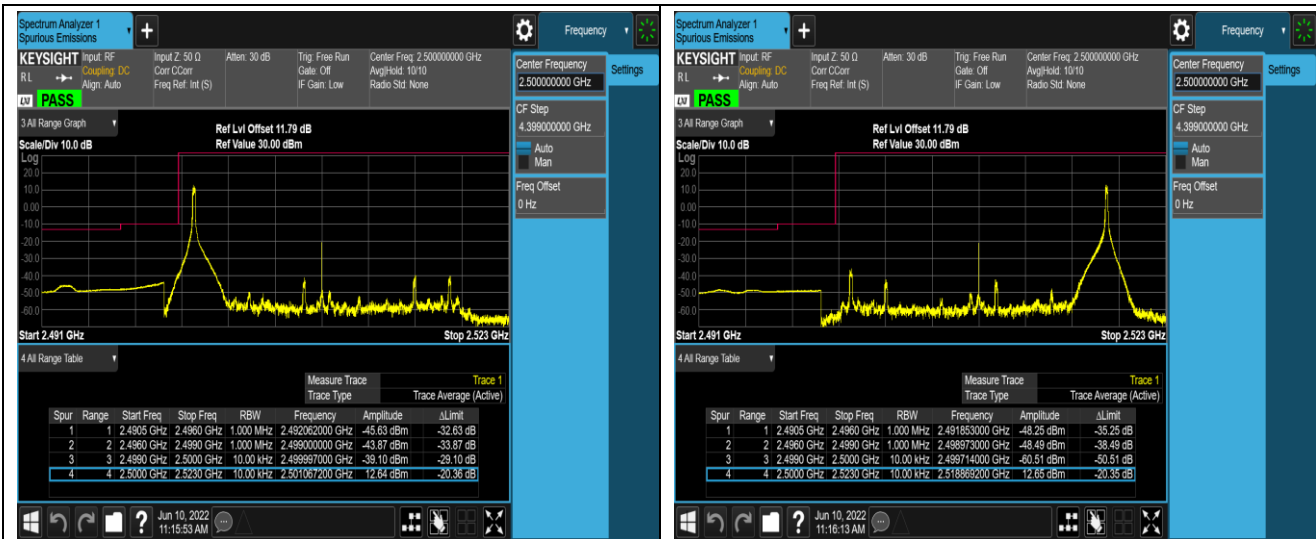 Spectrum Analyzer 1
Spurious Emissions
+
Frequency
KEYSIGHT Input: RF Input Z: 50 Ω Atten: 30 dB Trig: Free Run Center Freq: 2.500000000 GHz
Coupling: DC Corr CCorr Gate: Off Avg|Hold: 10/10
R L Align: Auto Freq Ref: Int (S) IF Gain: Low Radio Std: None
LXI PASS
Center Frequency
2.500000000 GHz
Settings
CF Step
4.399000000 GHz
Auto
Man
Freq Offset
0 Hz
3 All Range Graph
Ref Lvl Offset 11.79 dB
Scale/Div 10.0 dB Ref Value 30.00 dBm
Log
20.0
10.0
0.00
-10.0
-20.0
-30.0
-40.0
-50.0
-60.0
Start 2.491 GHz Stop 2.523 GHz
4 All Range Table
Measure Trace Trace 1
Trace Type Trace Average (Active)
Spur Range Start Freq Stop Freq RBW Frequency Amplitude ΔLimit
1 1 2.4905 GHz 2.4960 GHz 1.000 MHz 2.492062000 GHz -45.63 dBm -32.63 dB
2 2 2.4960 GHz 2.4990 GHz 1.000 MHz 2.499000000 GHz -43.87 dBm -33.87 dB
3 3 2.4990 GHz 2.5000 GHz 10.00 kHz 2.499997000 GHz -39.10 dBm -29.10 dB
4 4 2.5000 GHz 2.5230 GHz 10.00 kHz 2.501067200 GHz 12.64 dBm -20.36 dB
? Jun 10, 2022
11:15:53 AM
Spectrum Analyzer 1
Spurious Emissions
+
Frequency
KEYSIGHT Input: RF Input Z: 50 Ω Atten: 30 dB Trig: Free Run Center Freq: 2.500000000 GHz
Coupling: DC Corr CCorr Gate: Off Avg|Hold: 10/10
R L Align: Auto Freq Ref: Int (S) IF Gain: Low Radio Std: None
LXI PASS
Center Frequency
2.500000000 GHz
Settings
CF Step
4.399000000 GHz
Auto
Man
Freq Offset
0 Hz
3 All Range Graph
Ref Lvl Offset 11.79 dB
Scale/Div 10.0 dB Ref Value 30.00 dBm
Log
20.0
10.0
0.00
-10.0
-20.0
-30.0
-40.0
-50.0
-60.0
Start 2.491 GHz Stop 2.523 GHz
4 All Range Table
Measure Trace Trace 1
Trace Type Trace Average (Active)
Spur Range Start Freq Stop Freq RBW Frequency Amplitude ΔLimit
1 1 2.4905 GHz 2.4960 GHz 1.000 MHz 2.491853000 GHz -48.25 dBm -35.25 dB
2 2 2.4960 GHz 2.4990 GHz 1.000 MHz 2.498973000 GHz -48.49 dBm -38.49 dB
3 3 2.4990 GHz 2.5000 GHz 10.00 kHz 2.499714000 GHz -60.51 dBm -50.51 dB
4 4 2.5000 GHz 2.5230 GHz 10.00 kHz 2.518869200 GHz 12.65 dBm -20.35 dB
? Jun 10, 2022
11:16:13 AM